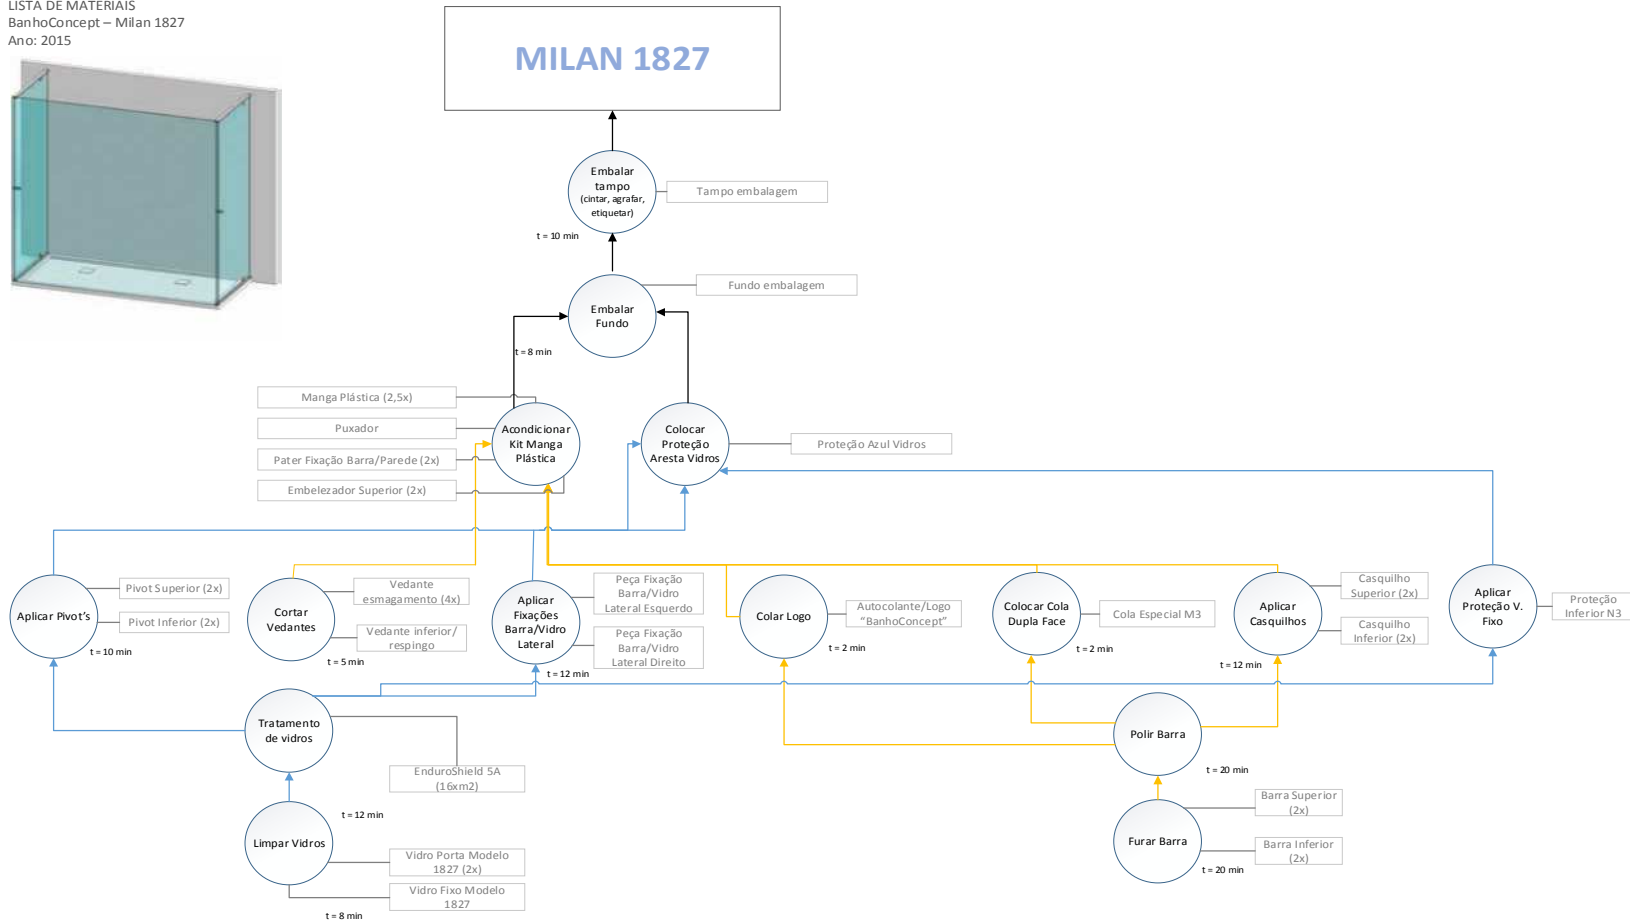 LISTA DE MATERIAIS
BanhoConcept – Milan 1827
Ano: 2015
MILAN 1827
Embalar
tampo
(cintar, agrafar,
etiquetar)
Tampo embalagem
t = 10 min
Fundo embalagem
Embalar
Fundo
t = 8 min
Manga Plástica (2,5x)
Puxador
Pater Fixação Barra/Parede (2x)
Embelezador Superior (2x)
Acondicionar
Kit Manga
Plástica
Colocar
Proteção
Aresta Vidros
Proteção Azul Vidros
Aplicar Pivot’s
Pivot Superior (2x)
Pivot Inferior (2x)
t = 10 min
Cortar
Vedantes
Vedante
esmagamento (4x)
Vedante inferior/
respingo
t = 5 min
Aplicar
Fixações
Barra/Vidro
Lateral
Peça Fixação
Barra/Vidro
Lateral Esquerdo
Peça Fixação
Barra/Vidro
Lateral Direito
t = 12 min
Colar Logo
Autocolante/Logo
“BanhoConcept”
t = 2 min
Colocar Cola
Dupla Face
Cola Especial M3
t = 2 min
Aplicar
Casquilhos
Casquilho
Superior (2x)
Casquilho
Inferior (2x)
t = 12 min
Aplicar
Proteção V.
Fixo
Proteção
Inferior N3
Tratamento
de vidros
EnduroShield 5A
(16xm2)
t = 12 min
Limpar Vidros
Vidro Porta Modelo
1827 (2x)
Vidro Fixo Modelo
1827
t = 8 min
Polir Barra
t = 20 min
Furar Barra
Barra Superior
(2x)
Barra Inferior
(2x)
t = 20 min